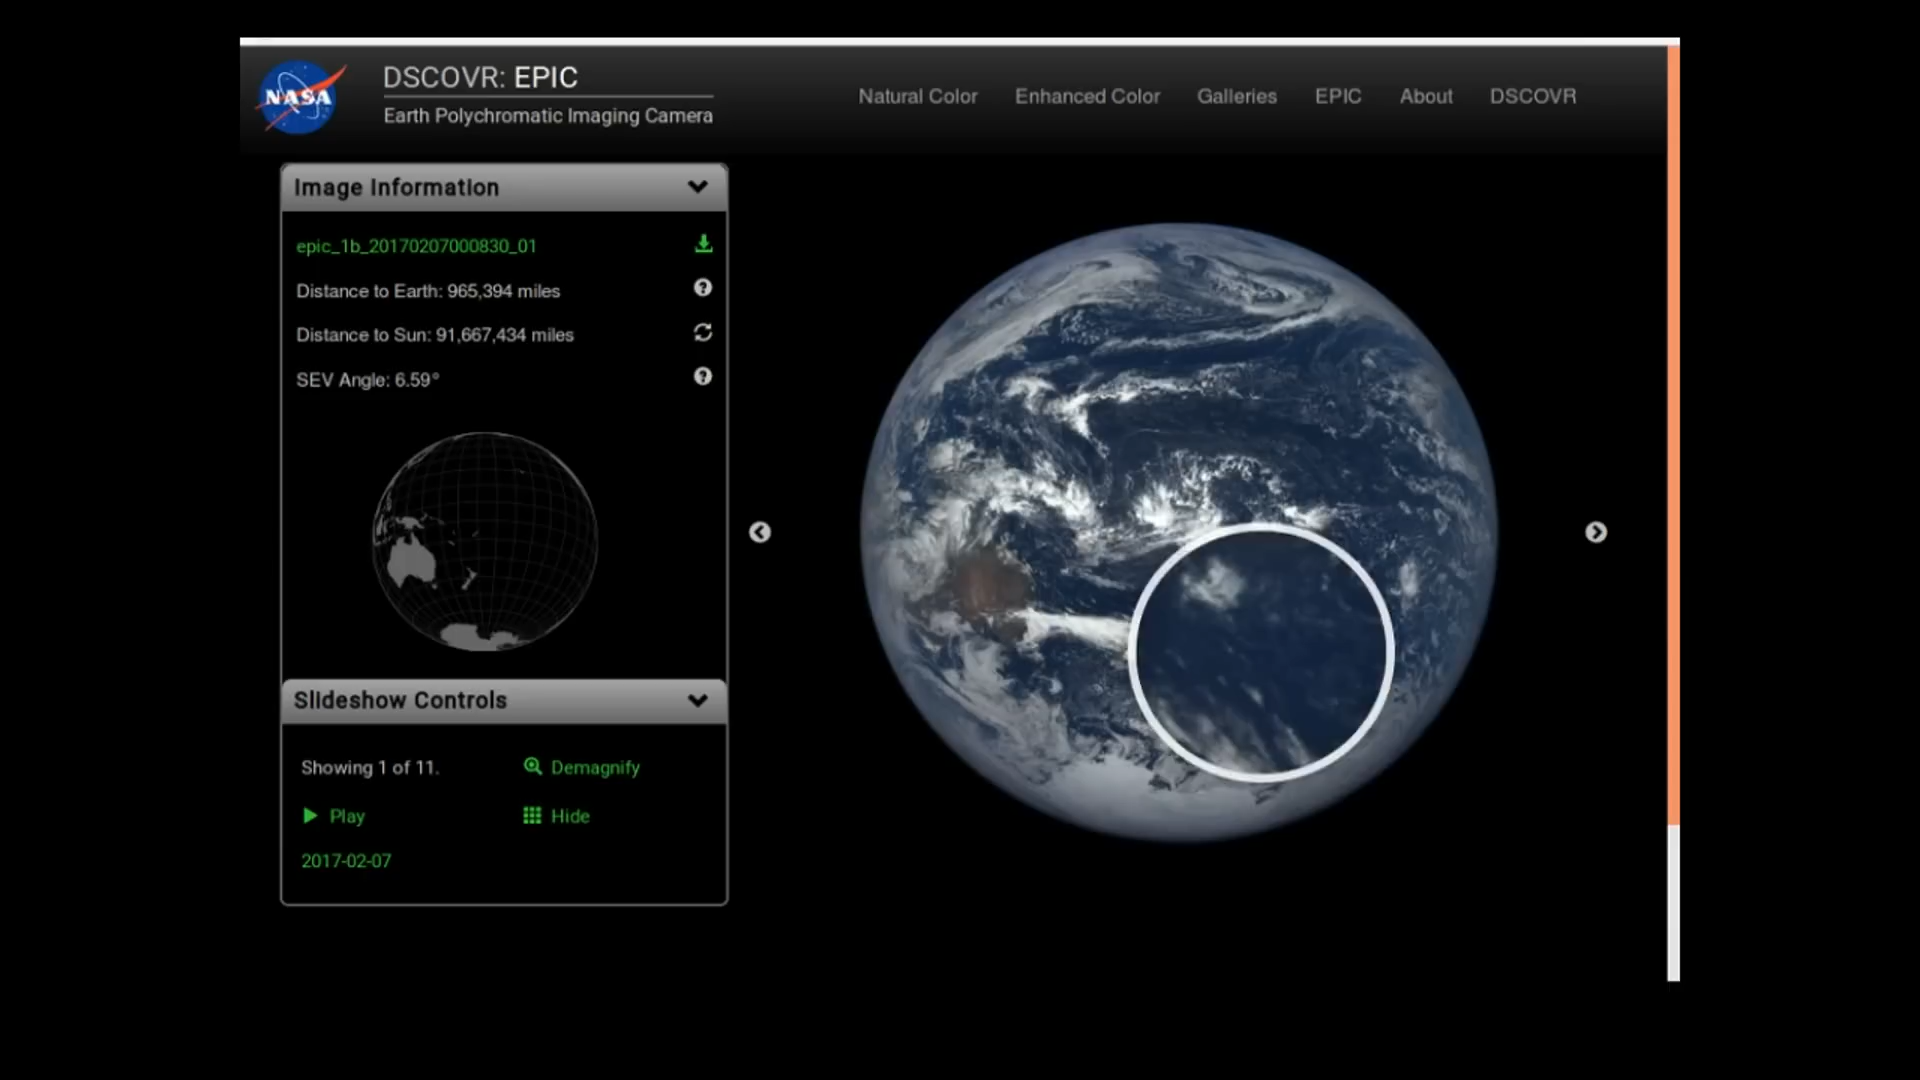 NASA
DSCOVR: EPIC
Earth Polychromatic Imaging Camera
Natural Color
Enhanced Color
Galleries
EPIC
About
DSCOVR
Image Information
epic_1b_20170207000830_01
Distance to Earth: 965,394 miles
Distance to Sun: 91,667,434 miles
SEV Angle: 6.59°
Slideshow Controls
Showing 1 of 11.
Demagnify
Play
Hide
2017-02-07